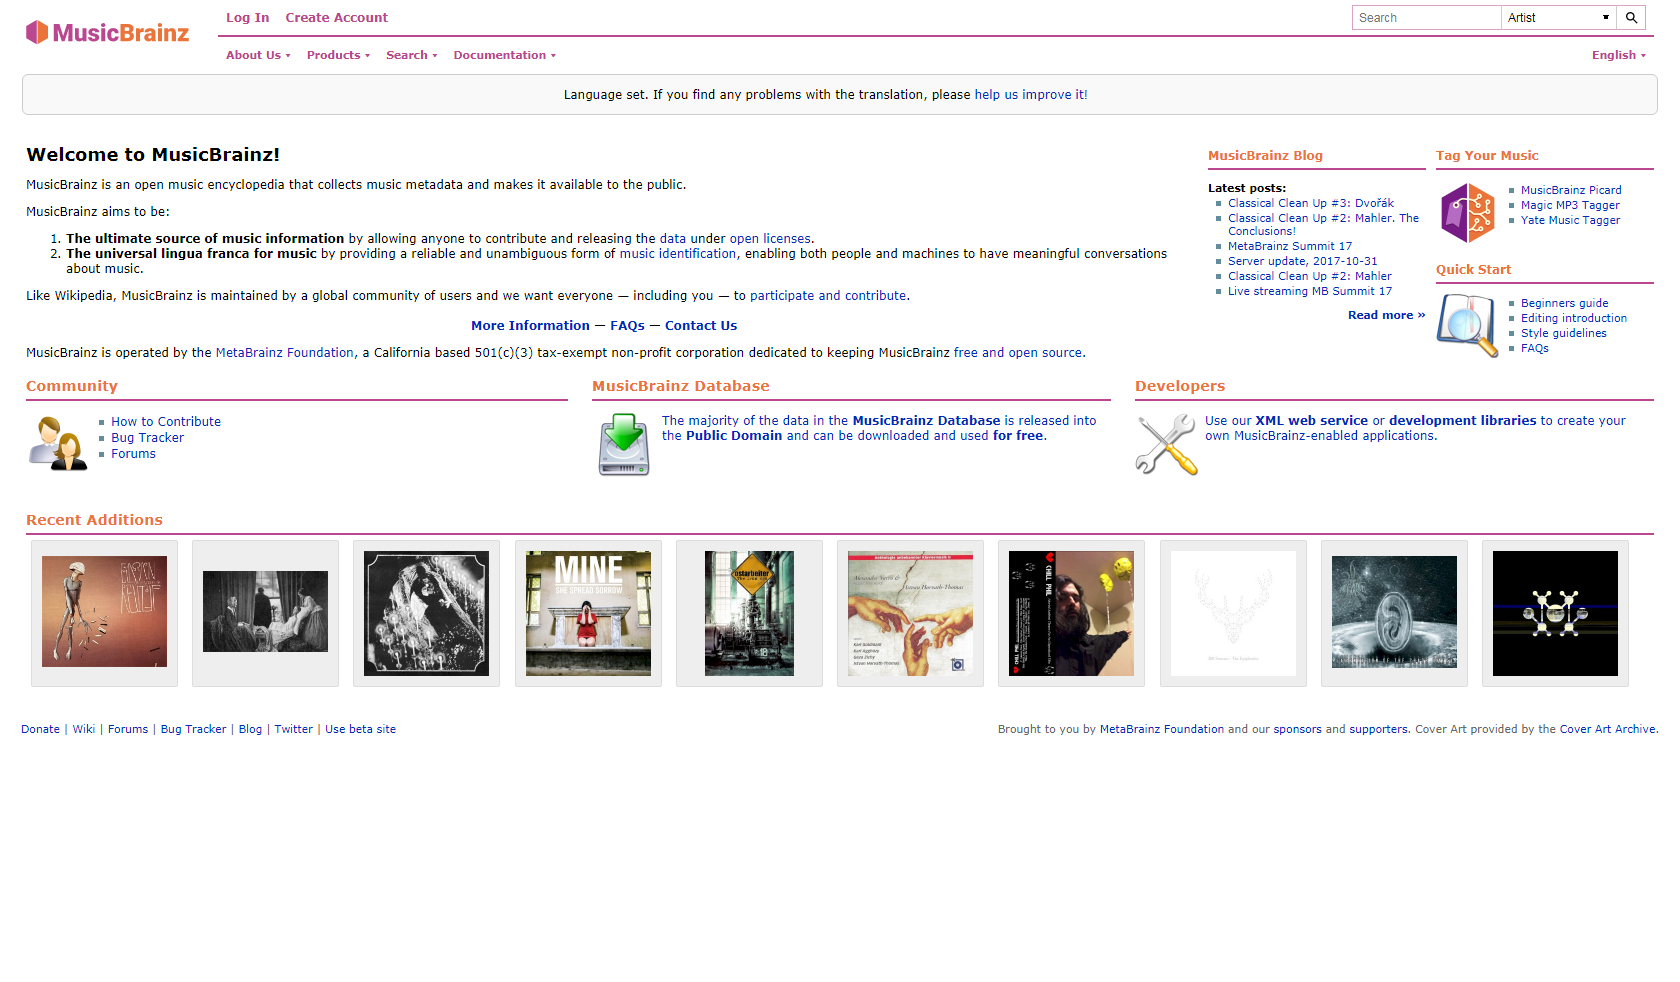 MusicBrainz
Log In Create Account
Search Artist
About Us Products Search Documentation English
Language set. If you find any problems with the translation, please help us improve it!
Welcome to MusicBrainz!
MusicBrainz is an open music encyclopedia that collects music metadata and makes it available to the public.
MusicBrainz aims to be:
1. The ultimate source of music information by allowing anyone to contribute and releasing the data under open licenses.
2. The universal lingua franca for music by providing a reliable and unambiguous form of music identification, enabling both people and machines to have meaningful conversations
about music.
Like Wikipedia, MusicBrainz is maintained by a global community of users and we want everyone — including you — to participate and contribute.
More Information — FAQs — Contact Us
MusicBrainz is operated by the MetaBrainz Foundation, a California based 501(c)(3) tax-exempt non-profit corporation dedicated to keeping MusicBrainz free and open source.
MusicBrainz Blog
Latest posts:
Classical Clean Up #3: Dvořák
Classical Clean Up #2: Mahler. The
Conclusions!
MetaBrainz Summit 17
Server update, 2017-10-31
Classical Clean Up #2: Mahler
Live streaming MB Summit 17
Read more »
Tag Your Music
MusicBrainz Picard
Magic MP3 Tagger
Yate Music Tagger
Quick Start
Beginners guide
Editing introduction
Style guidelines
FAQs
Community
How to Contribute
Bug Tracker
Forums
MusicBrainz Database
The majority of the data in the MusicBrainz Database is released into
the Public Domain and can be downloaded and used for free.
Developers
Use our XML web service or development libraries to create your
own MusicBrainz-enabled applications.
Recent Additions
MINE
SHE SPREAD SORROW
ostarbeiter
CHILL PHIL
Donate | Wiki | Forums | Bug Tracker | Blog | Twitter | Use beta site
Brought to you by MetaBrainz Foundation and our sponsors and supporters. Cover Art provided by the Cover Art Archive.